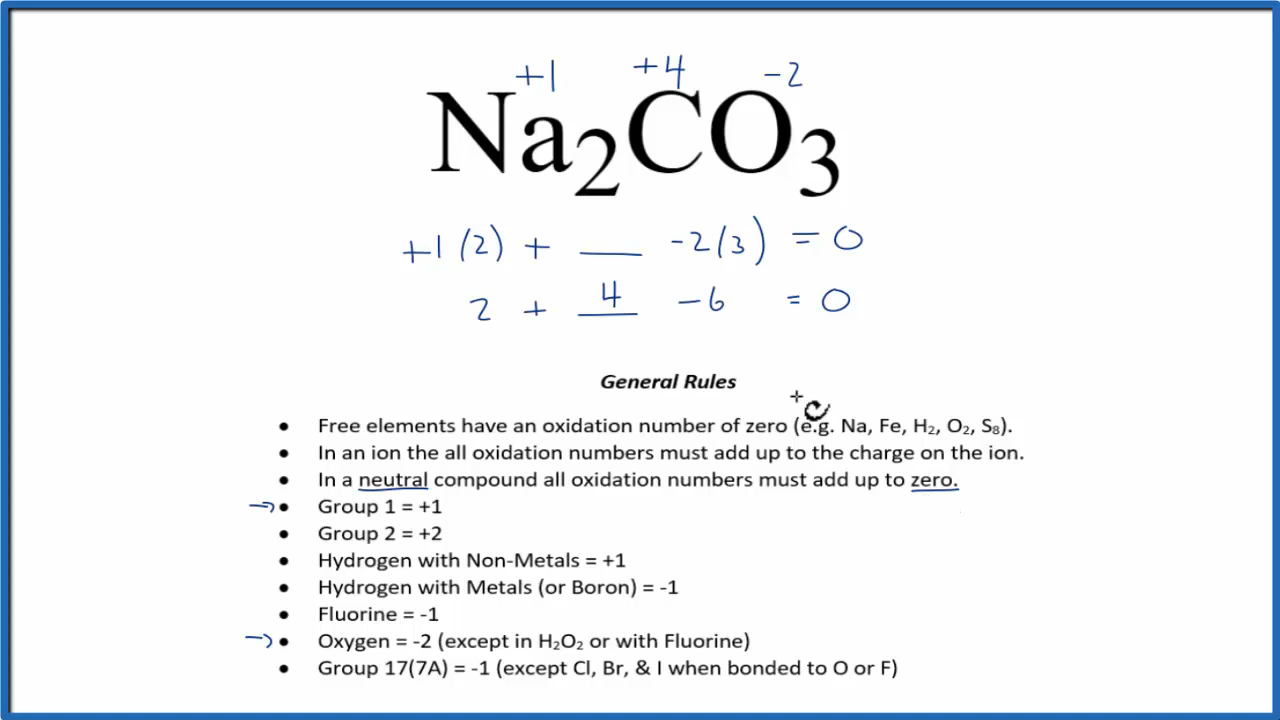 +1 +4 -2
Na₂CO₃
+1(2) + __ -2(3) = 0
2 + 4 -6 = 0
General Rules
• Free elements have an oxidation number of zero (e.g. Na, Fe, H₂, O₂, S₈).
• In an ion the all oxidation numbers must add up to the charge on the ion.
• In a neutral compound all oxidation numbers must add up to zero.
→ • Group 1 = +1
• Group 2 = +2
• Hydrogen with Non-Metals = +1
• Hydrogen with Metals (or Boron) = -1
• Fluorine = -1
→ • Oxygen = -2 (except in H₂O₂ or with Fluorine)
• Group 17(7A) = -1 (except Cl, Br, & I when bonded to O or F)